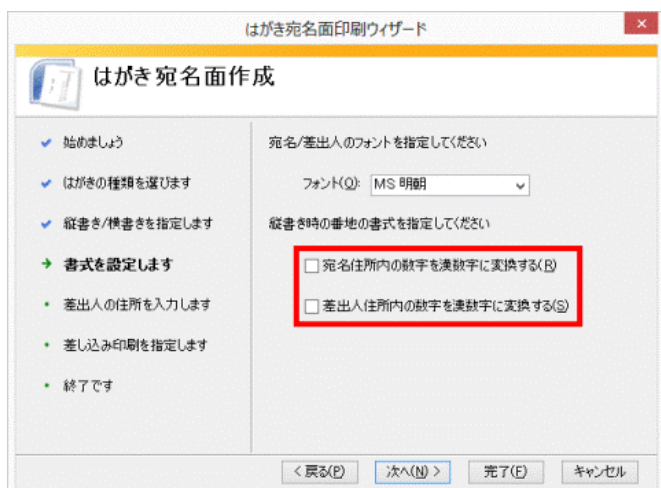 はがき宛名面印刷ウィザード
はがき宛名面作成
始めましょう
はがきの種類を選びます
縦書き/横書きを指定します
書式を設定します
差出人の住所を入力します
差し込み印刷を指定します
終了です
宛名/差出人のフォントを指定してください
フォント(O): MS 明朝
縦書き時の番地の書式を指定してください
宛名住所内の数字を漢数字に変換する(R)
差出人住所内の数字を漢数字に変換する(S)
< 戻る(P) 次へ(N) > 完了(F) キャンセル